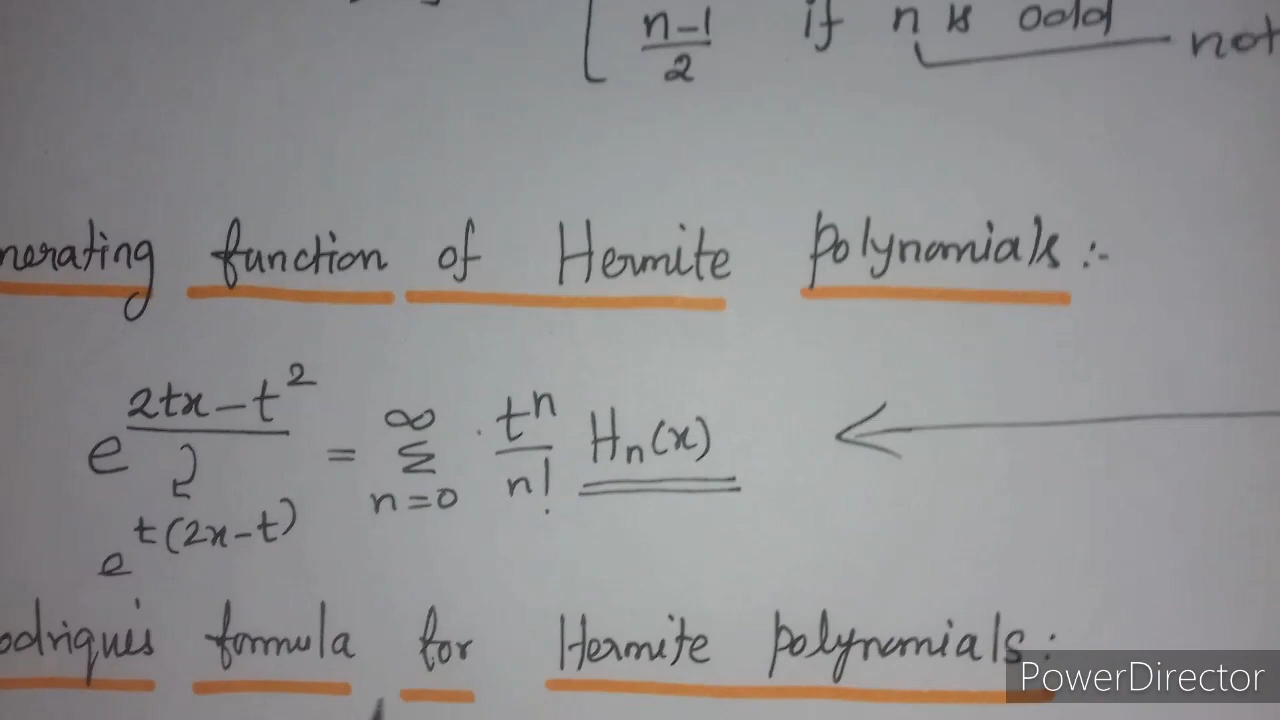 n-1/2 if n is odd not
nerating function of Hermite polynomials :-
e^(2tx-t^2) = ∞ Σ n=0 t^n/n! Hn(x)
e^t(2x-t)
odrigues formula for Hermite polynomials:
PowerDirector